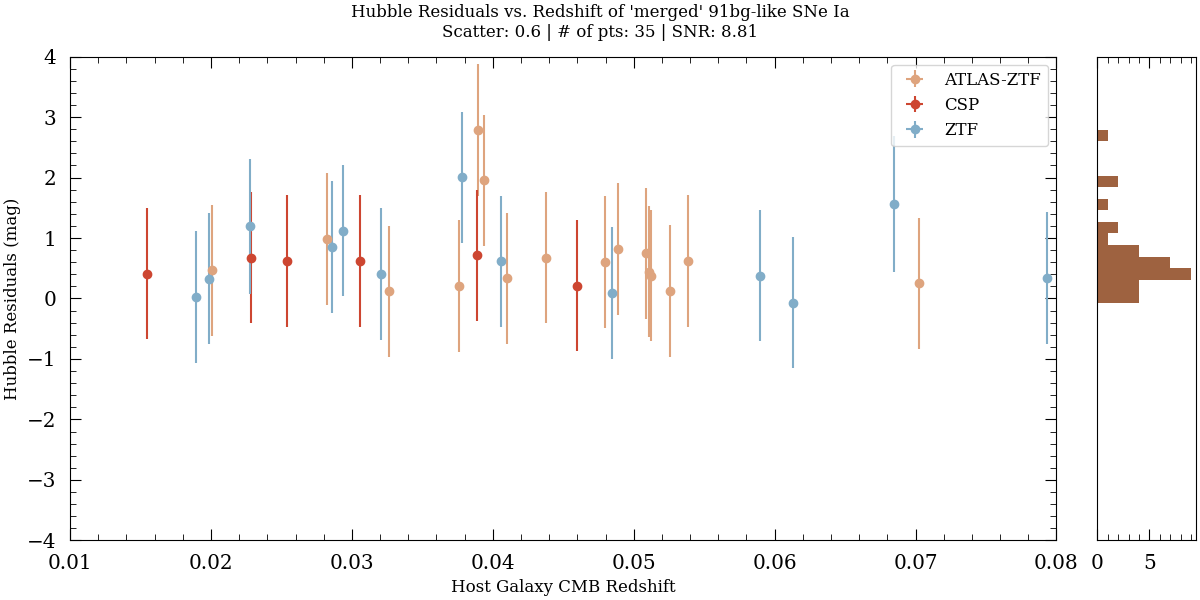 Hubble Residuals vs. Redshift of 'merged' 91bg-like SNe Ia
Scatter: 0.6 | # of pts: 35 | SNR: 8.81
ATLAS-ZTF
CSP
ZTF
Hubble Residuals (mag)
4
3
2
1
0
−1
−2
−3
−4
0.01
0.02
0.03
0.04
0.05
0.06
0.07
0.08
0
5
Host Galaxy CMB Redshift